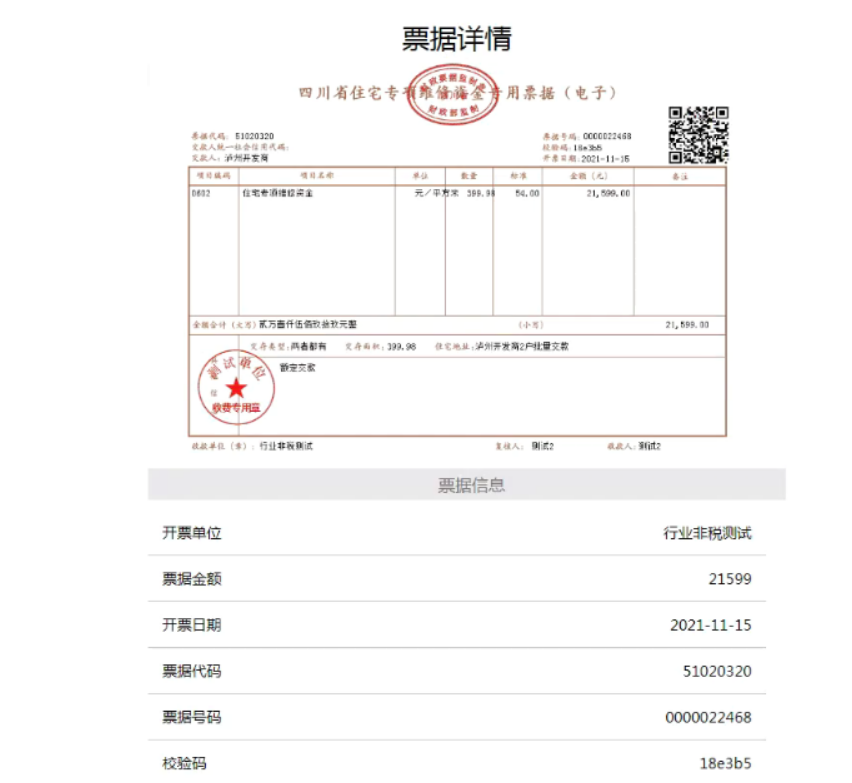 票据详情
四川省住宅专项维修资金专用票据（电子）
票据代码：51020320
票据号码：0000022468
交款人统一社会信用代码：
校验码：18e3b5
交款人：泸州开发商
开票日期：2021-11-15
项目编码 项目名称 单位 数量 标准 金额（元） 备注
0602 住宅专项维修资金 元／平方米 399.98 54.00 21,599.00
金额合计（大写）贰万壹仟伍佰玖拾玖元整 （小写） 21,599.00
交存类型：两者都有 交存面积：399.98 住宅地址：泸州开发商2户批量交款
额定交款
测试单位
收费专用章
收款单位（章）：行业非税测试 复核人：测试2 收款人：测试2
票据信息
开票单位 行业非税测试
票据金额 21599
开票日期 2021-11-15
票据代码 51020320
票据号码 0000022468
校验码 18e3b5